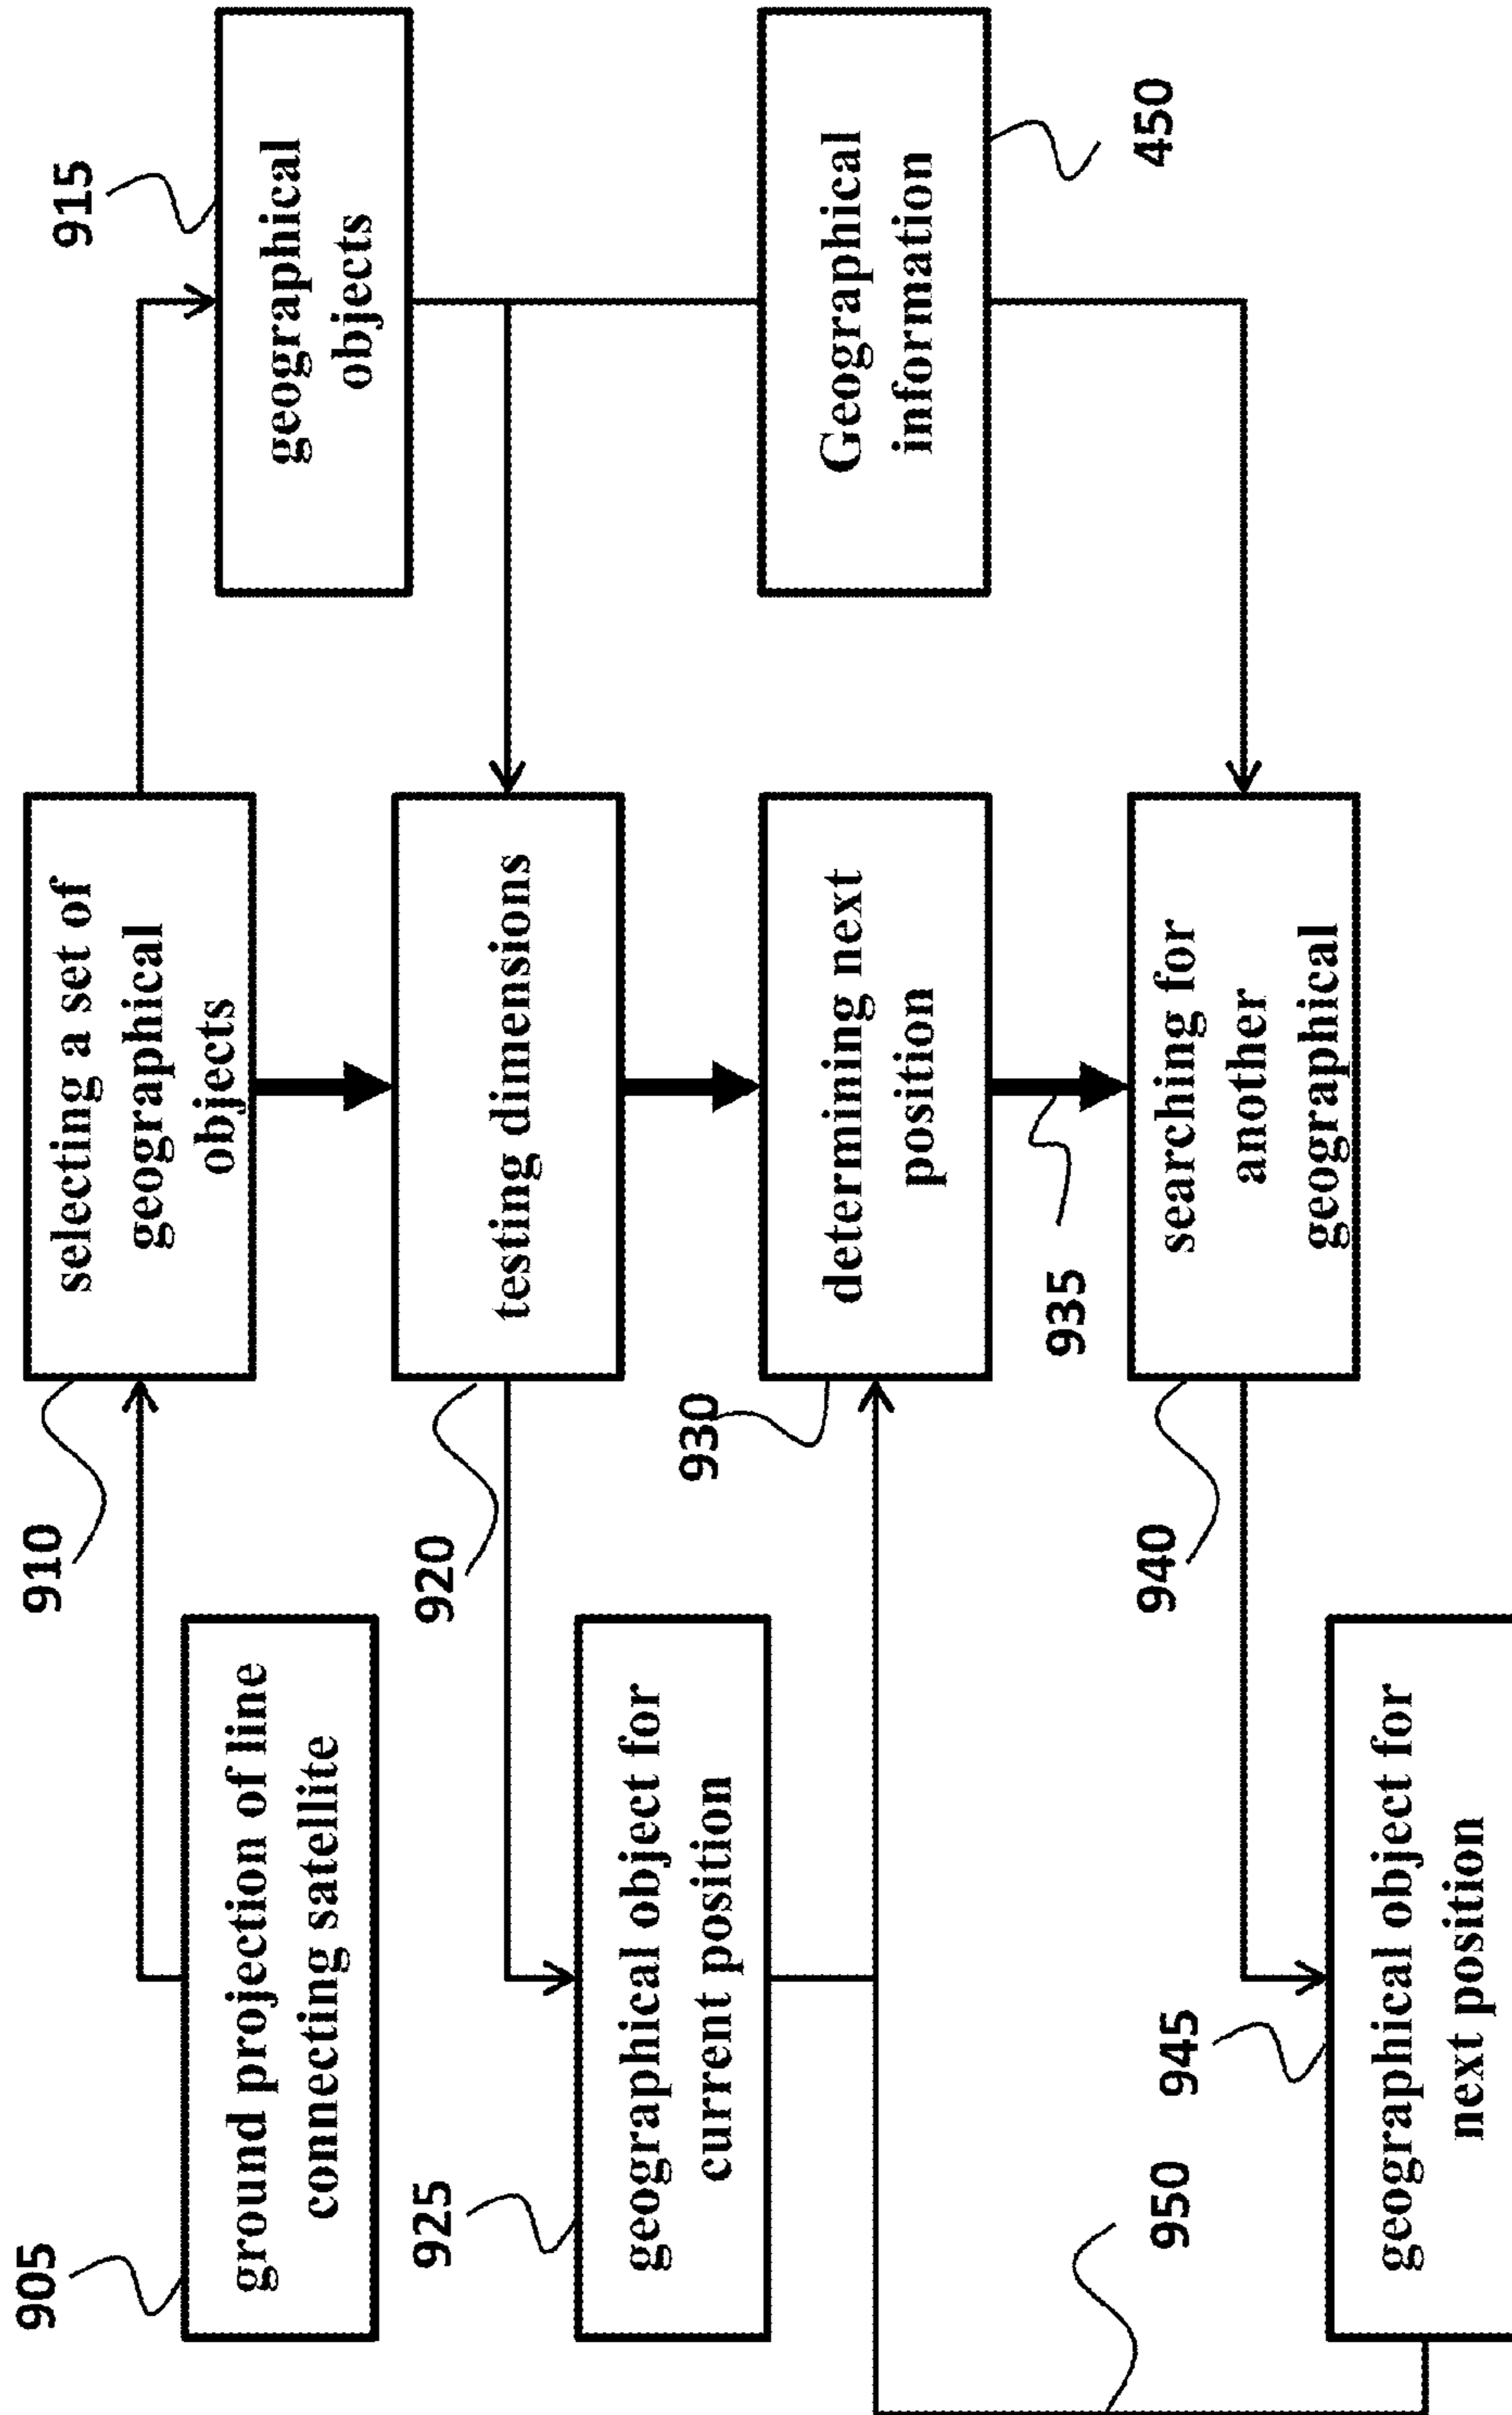 905
ground projection of line
connecting satellite
910
selecting a set of
geographical
objects
915
geographical
objects
920
testing dimensions
925
geographical object for
current position
930
determining next
position
Geographical
information
450
935
940
searching for
another
geographical
945
geographical object for
next position
950